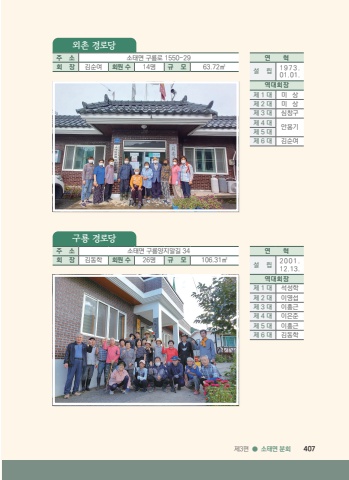 외촌 경로당
주 소 소태면 구룡로 1550-29
회 장 김순여 회원 수 14명 규 모 63.72㎡
연 혁
설 립 1973. 01.01.
역대회장
제 1 대 이 상
제 2 대 이 상
제 3 대 심창구
제 4 대 안용기
제 5 대
제 6 대 김순여
구룡 경로당
주 소 소태면 구룡양지말길 34
회 장 김동학 회원 수 26명 규 모 106.31㎡
연 혁
설 립 2001. 12.13.
역대회장
제 1 대 석성학
제 2 대 이영섭
제 3 대 이흥근
제 4 대 이은준
제 5 대 이흥근
제 6 대 김동학
제3편 ● 소태면 문화 407